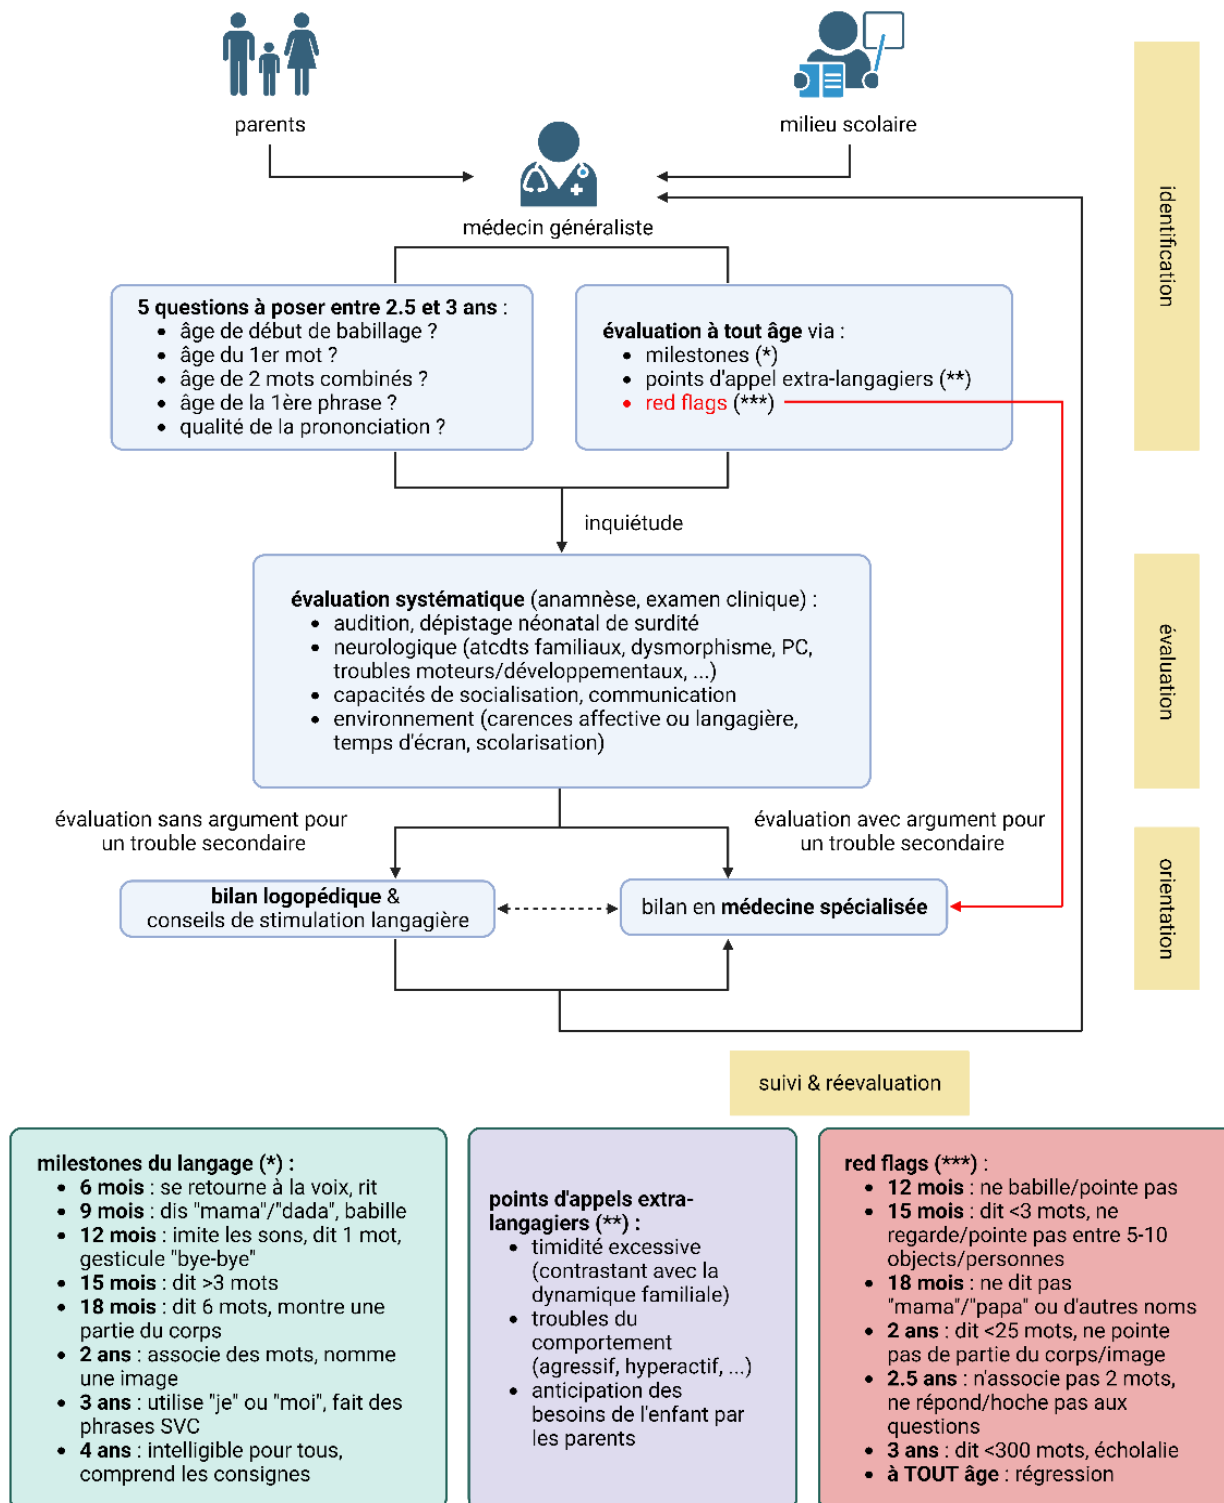 parents
milieu scolaire
médecin généraliste
identification
5 questions à poser entre 2.5 et 3 ans :
• âge de début de babillage ?
• âge du 1er mot ?
• âge de 2 mots combinés ?
• âge de la 1ère phrase ?
• qualité de la prononciation ?
évaluation à tout âge via :
• milestones (*)
• points d'appel extra-langagiers (**)
• red flags (***)
inquiétude
évaluation systématique (anamnèse, examen clinique) :
• audition, dépistage néonatal de surdité
• neurologique (atcdts familiaux, dysmorphisme, PC,
troubles moteurs/développementaux, ...)
• capacités de socialisation, communication
• environnement (carences affective ou langagière,
temps d'écran, scolarisation)
évaluation
évaluation sans argument pour
un trouble secondaire
évaluation avec argument pour
un trouble secondaire
bilan logopédique &
conseils de stimulation langagière
bilan en médecine spécialisée
orientation
suivi & réevaluation
milestones du langage (*) :
• 6 mois : se retourne à la voix, rit
• 9 mois : dis "mama"/"dada", babille
• 12 mois : imite les sons, dit 1 mot,
gesticule "bye-bye"
• 15 mois : dit >3 mots
• 18 mois : dit 6 mots, montre une
partie du corps
• 2 ans : associe des mots, nomme
une image
• 3 ans : utilise "je" ou "moi", fait des
phrases SVC
• 4 ans : intelligible pour tous,
comprend les consignes
points d'appels extra-
langagiers (**) :
• timidité excessive
(contrastant avec la
dynamique familiale)
• troubles du
comportement
(agressif, hyperactif, ...)
• anticipation des
besoins de l'enfant par
les parents
red flags (***) :
• 12 mois : ne babille/pointe pas
• 15 mois : dit <3 mots, ne
regarde/pointe pas entre 5-10
objects/personnes
• 18 mois : ne dit pas
"mama"/"papa" ou d'autres noms
• 2 ans : dit <25 mots, ne pointe
pas de partie du corps/image
• 2.5 ans : n'associe pas 2 mots,
ne répond/hoche pas aux
questions
• 3 ans : dit <300 mots, écholalie
• à TOUT âge : régression